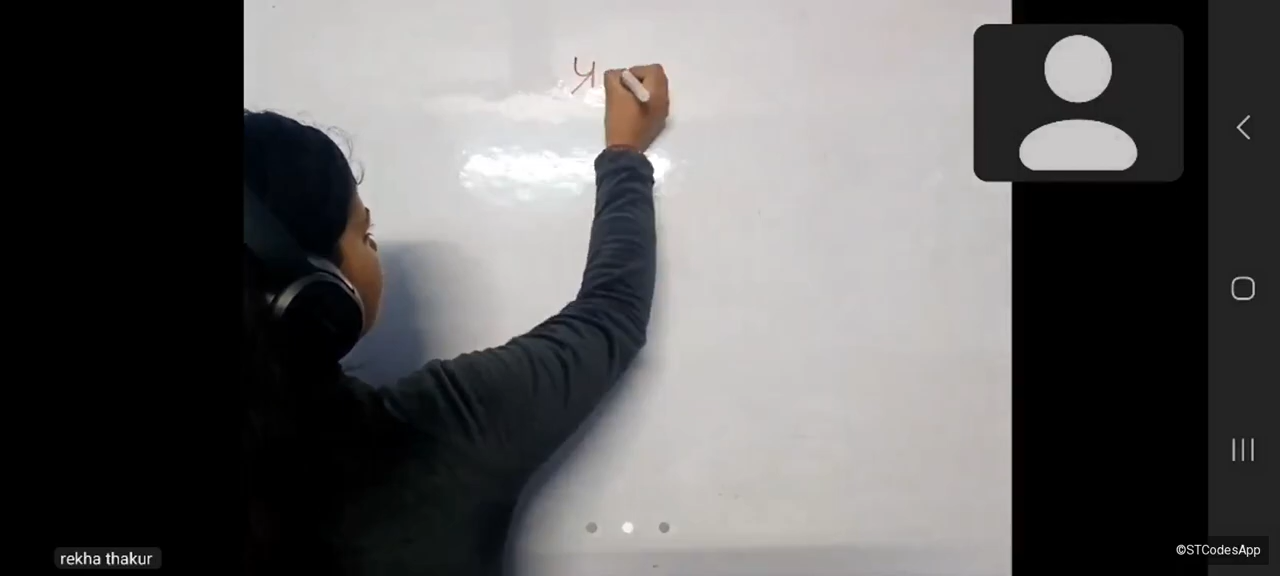 प्र
rekha thakur
©STCodesApp